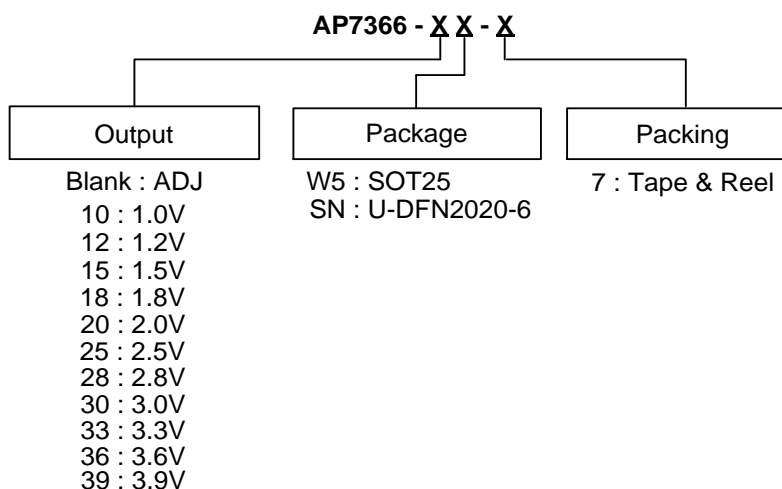 AP7366 - X X - X
Output
Package
Packing
Blank : ADJ
10 : 1.0V
12 : 1.2V
15 : 1.5V
18 : 1.8V
20 : 2.0V
25 : 2.5V
28 : 2.8V
30 : 3.0V
33 : 3.3V
36 : 3.6V
39 : 3.9V
W5 : SOT25
SN : U-DFN2020-6
7 : Tape & Reel